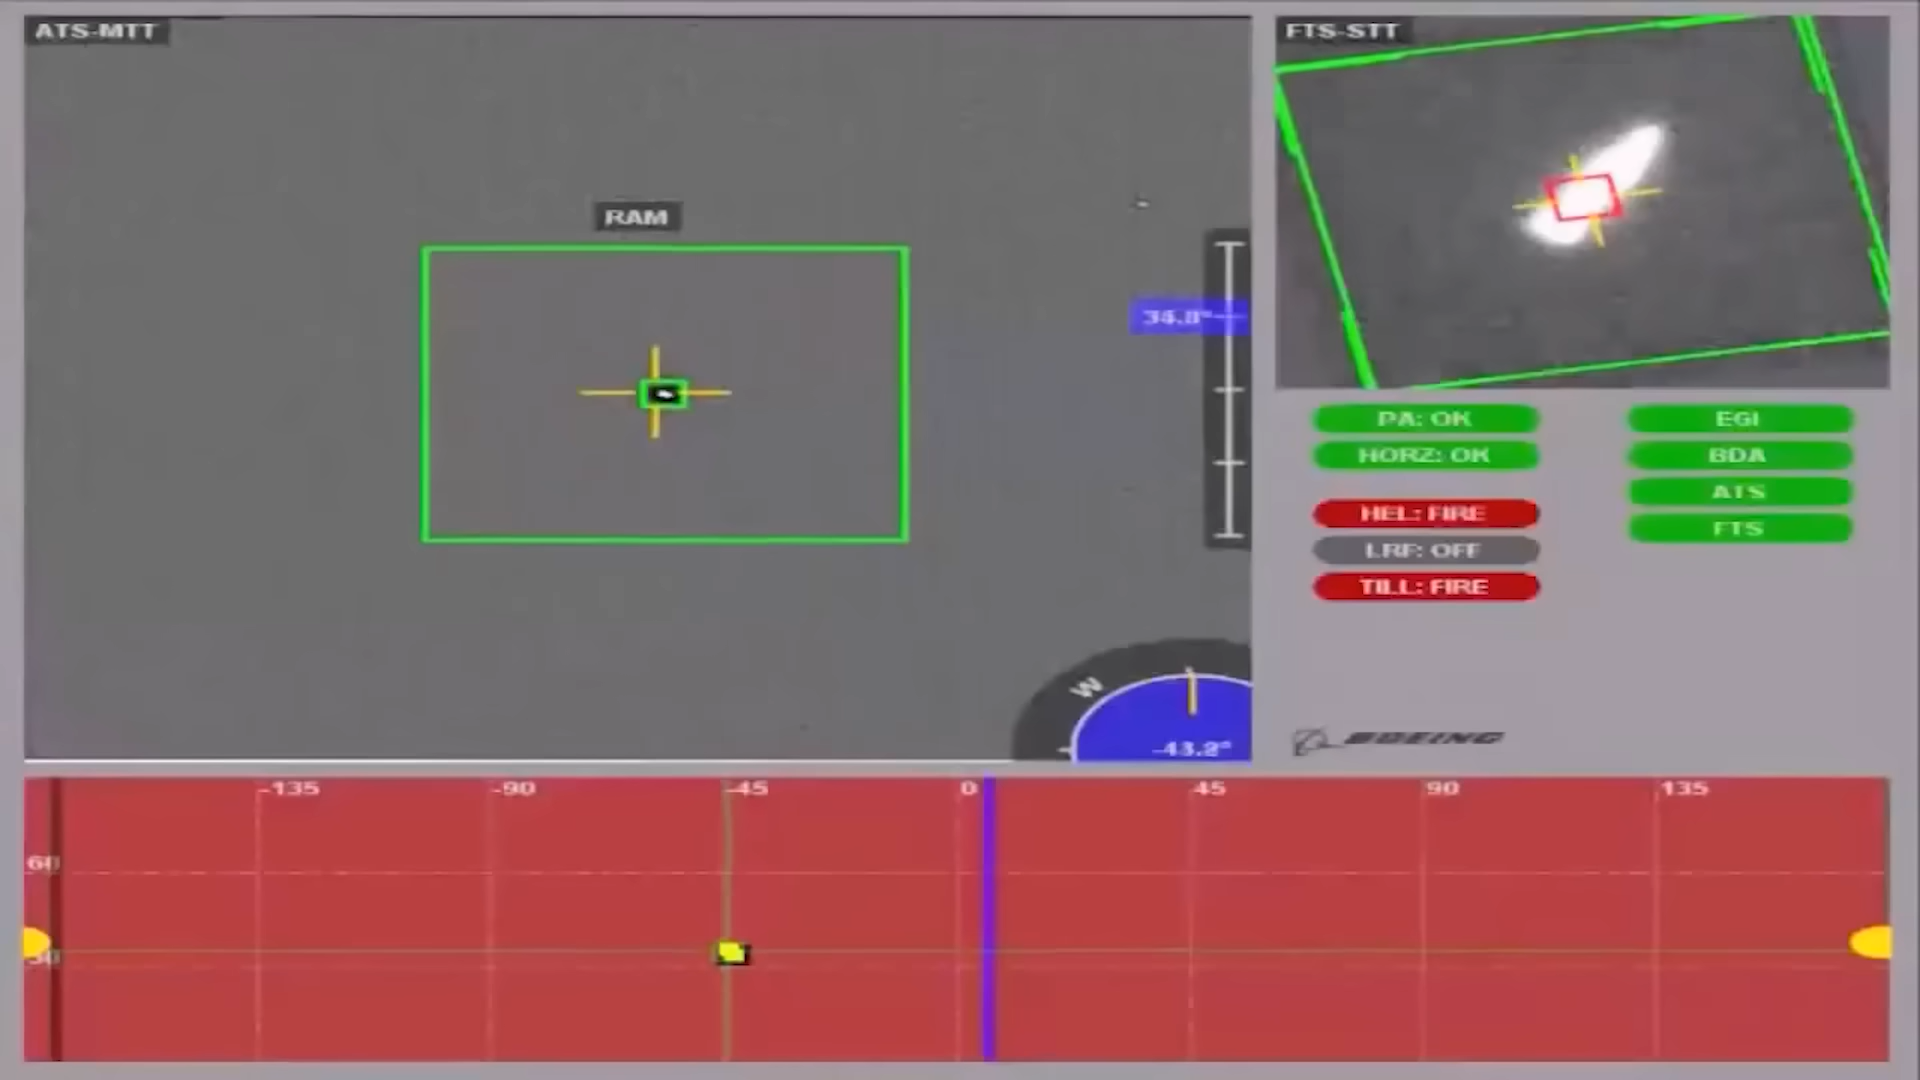 ATS-MTT
FTS-STT
RAM
34.8°
W
-43.2°
PA: OK
HORZ: OK
HEL: FIRE
LRF: OFF
TILL: FIRE
EGI
BDA
ATS
FTS
BOEING
-135 -90 -45 0 45 90 135
60
30